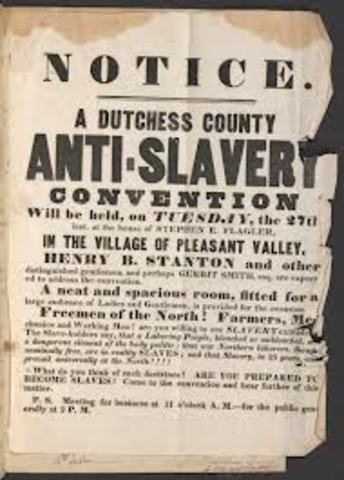 NOTICE.
A DUTCHESS COUNTY
ANTI-SLAVERY
CONVENTION
Will be held, on TUESDAY, the 27th
inst. at the house of STEPHEN E. FLAGLER,
IN THE VILLAGE OF PLEASANT VALLEY,
HENRY B. STANTON and other
distinguished gentlemen, and perhaps GERRIT SMITH, esq. are expect
ed to address the convention.
A neat and spacious room, fitted for a
large audience of Ladies and Gentlemen, is provided for the occasion.
Freemen of the North! Farmers, Me
chanics and Working Men! are you willing to see SLAVERY
The Slave-holders say, that a Laboring People, bleached or unbleached,
a dangerous element of the body politic; that our Northern laborers,
nominally free, are in reality SLAVES; and that Slavery, in 25 years,
prevail universally at the North!!!!
What do you think of such doctrines? ARE YOU PREPARED TO
BECOME SLAVES? Come to the convention and hear further of this
matter.
P. S. Meeting for business at 11 o'clock A. M.—for the public gen
erally at 2 P. M.